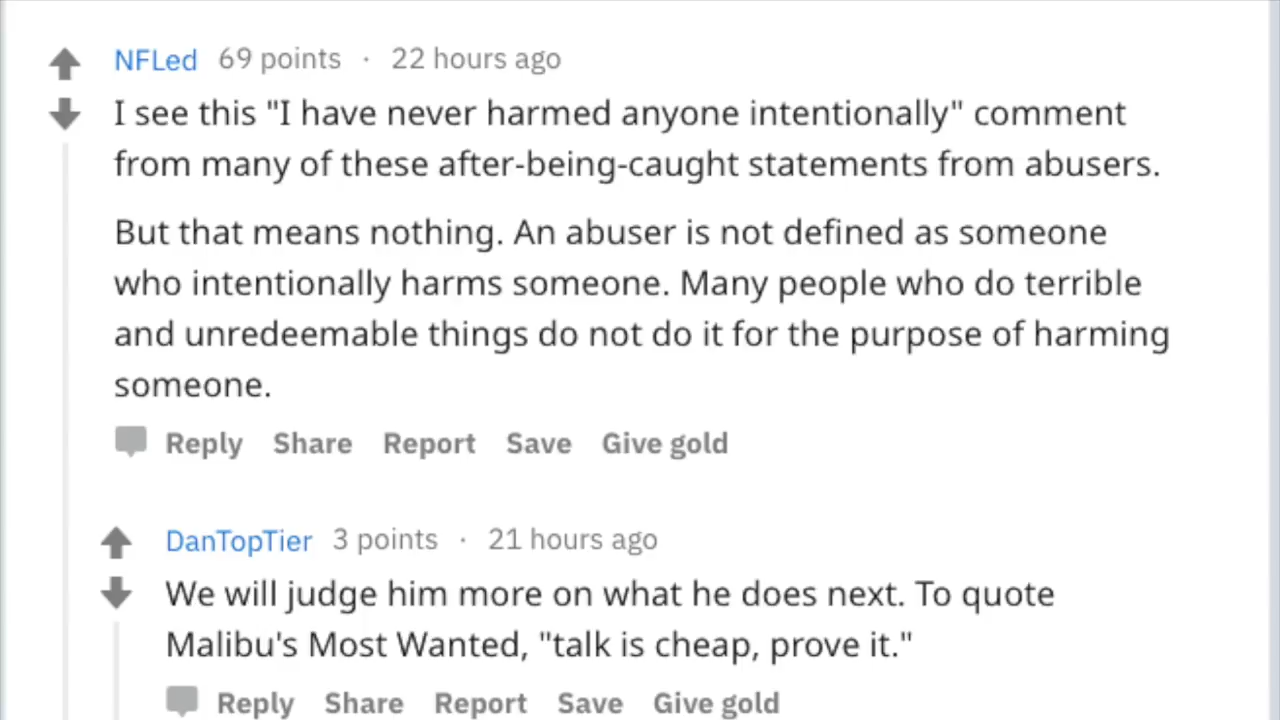 NFLed 69 points · 22 hours ago
I see this "I have never harmed anyone intentionally" comment
from many of these after-being-caught statements from abusers.
But that means nothing. An abuser is not defined as someone
who intentionally harms someone. Many people who do terrible
and unredeemable things do not do it for the purpose of harming
someone.
Reply Share Report Save Give gold
DanTopTier 3 points · 21 hours ago
We will judge him more on what he does next. To quote
Malibu's Most Wanted, "talk is cheap, prove it."
Reply Share Report Save Give gold